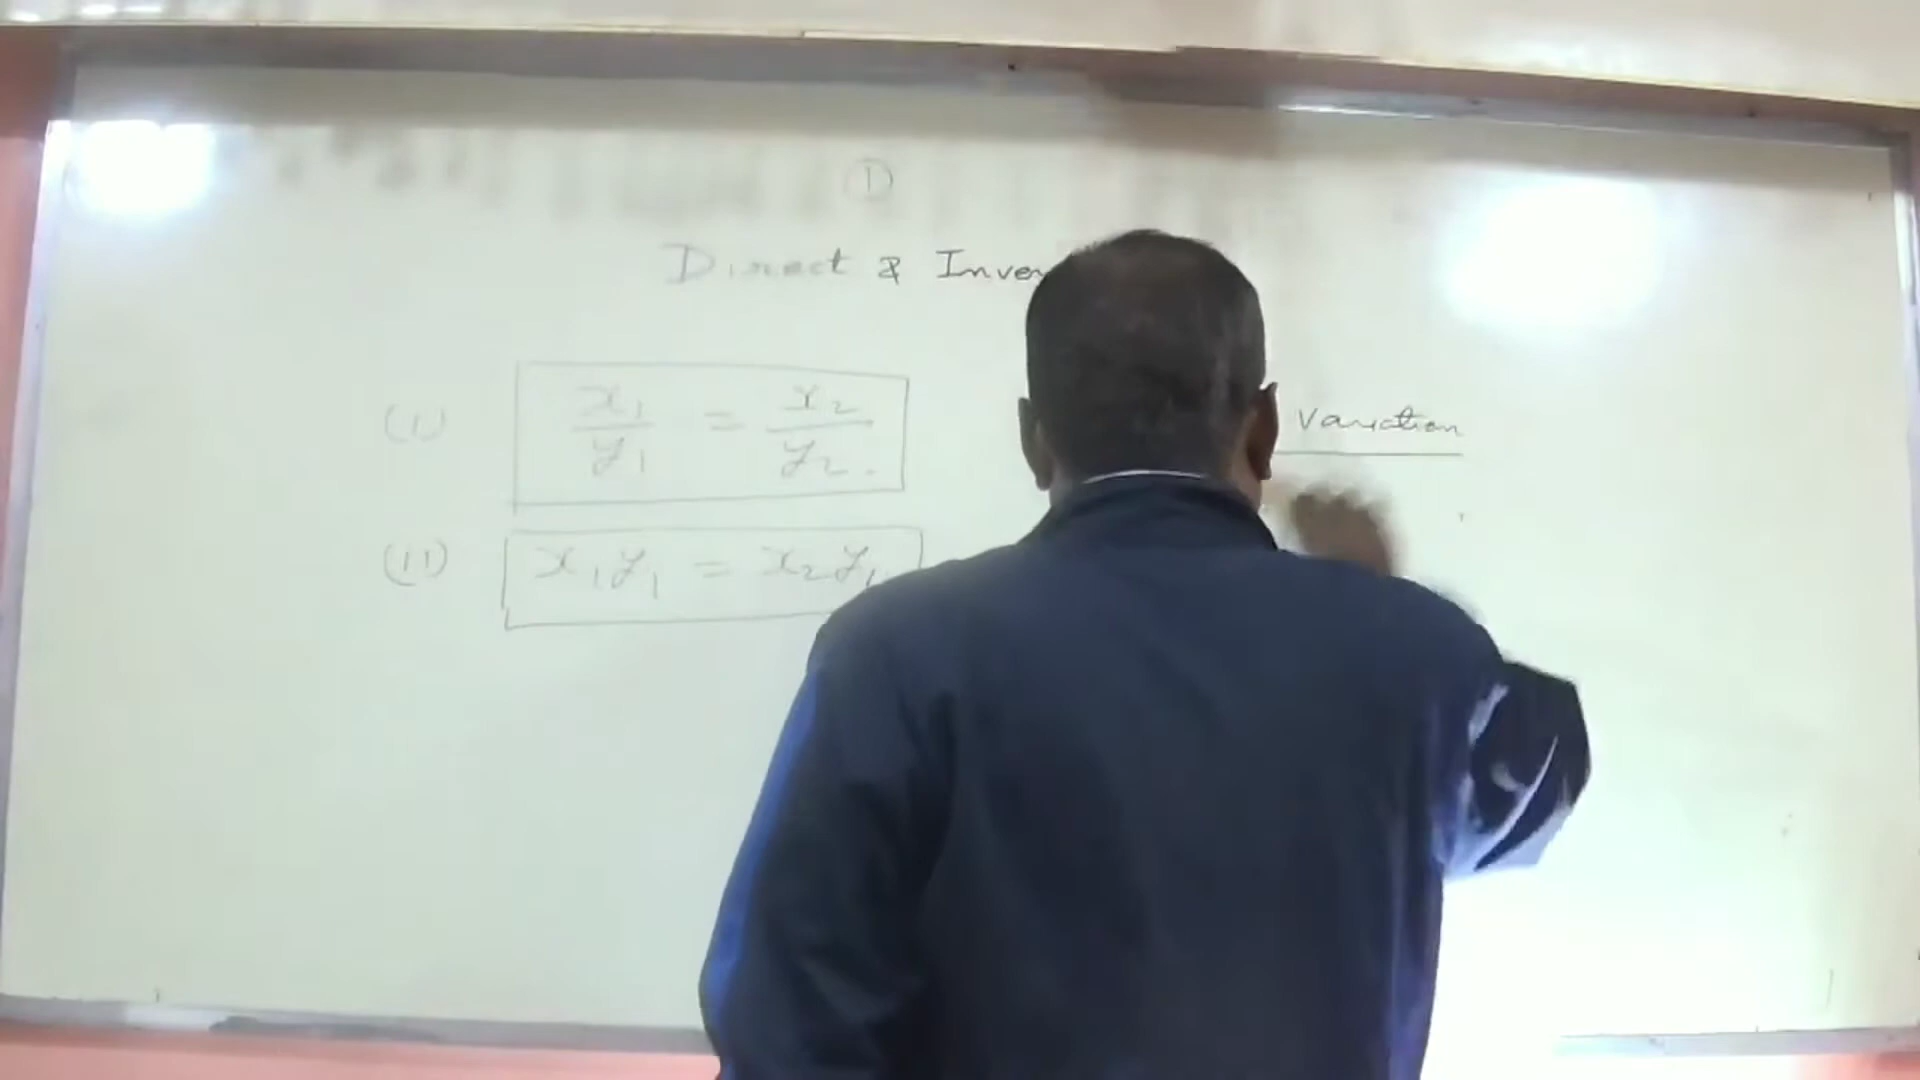 (1)
Direct & Inver
(1) x₁/y₁ = x₂/y₂.
Variation
(11) x₁y₁ = x₂y₁